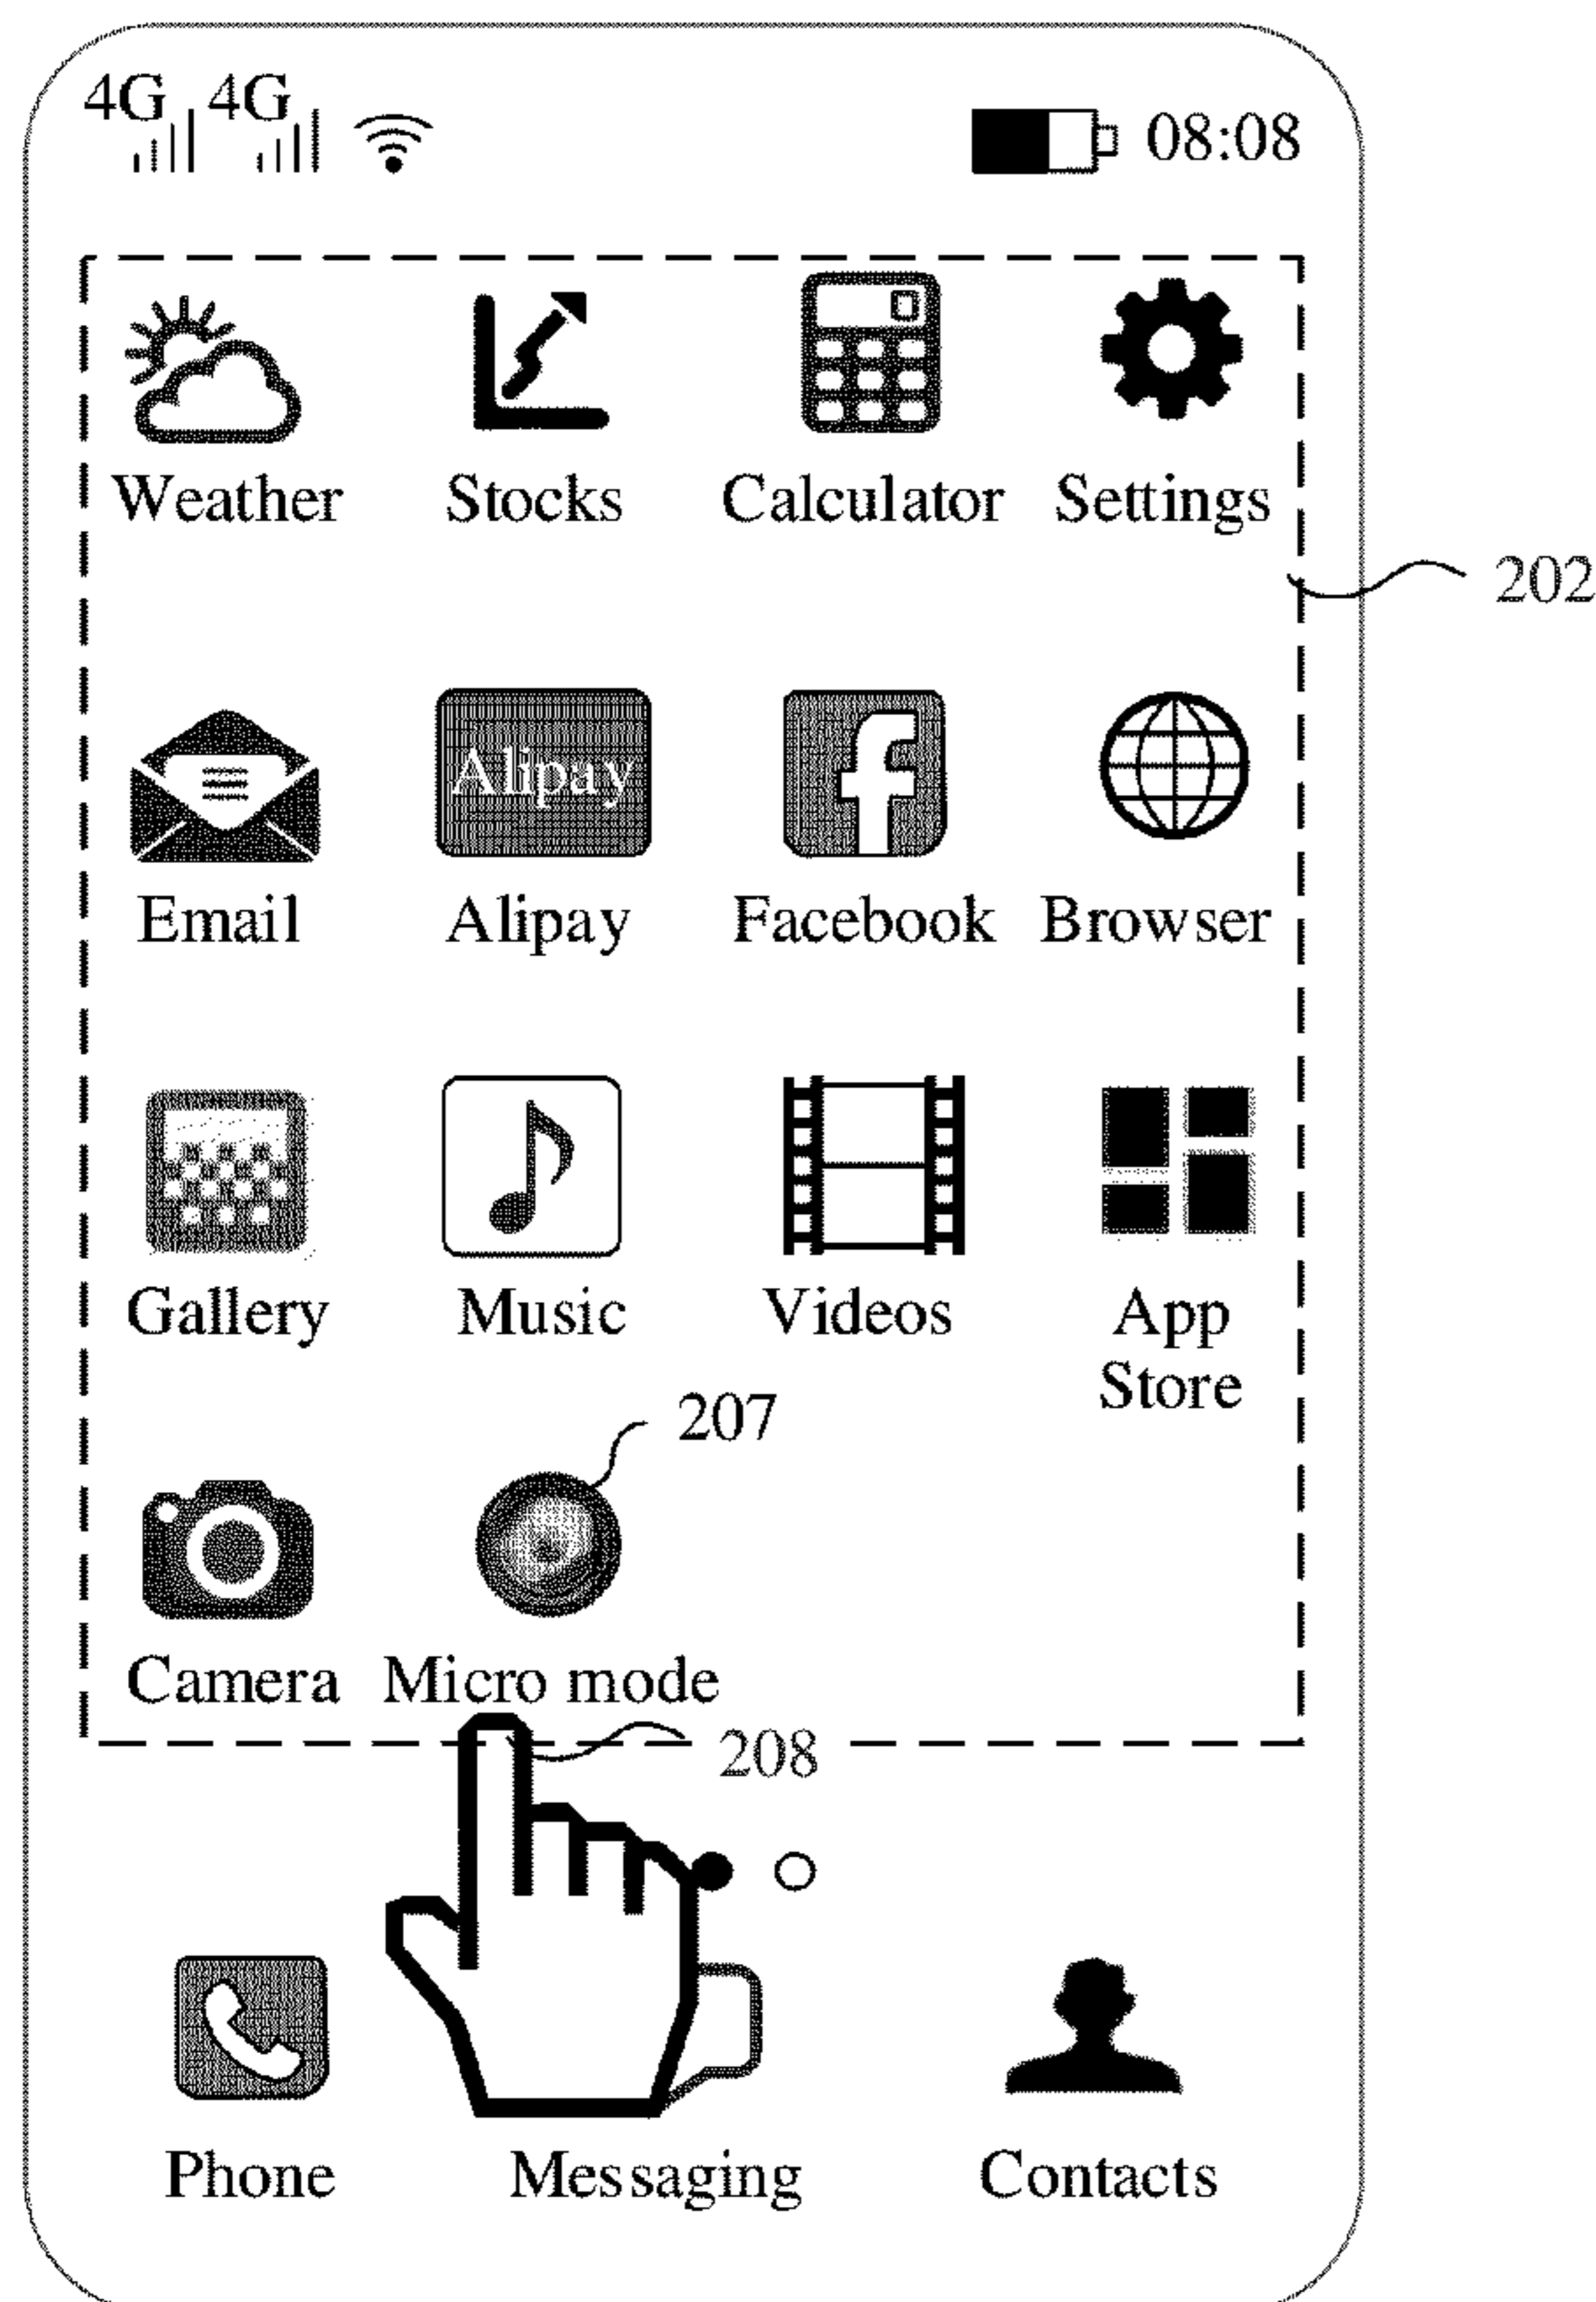 4G 4G 08:08
Weather Stocks Calculator Settings
202
Alipay
Email Alipay Facebook Browser
Gallery Music Videos App
Store
207
Camera Micro mode
208
Phone Messaging Contacts